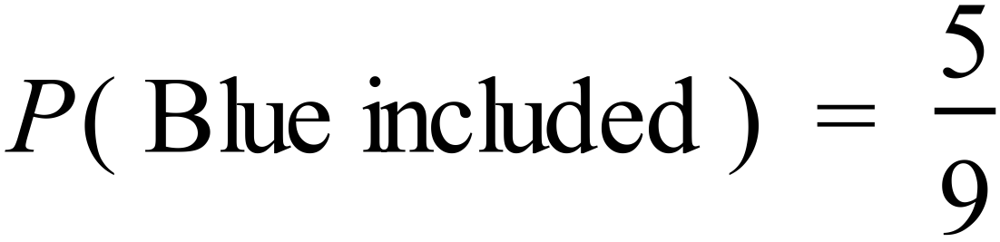 P( Blue included ) = 5/9